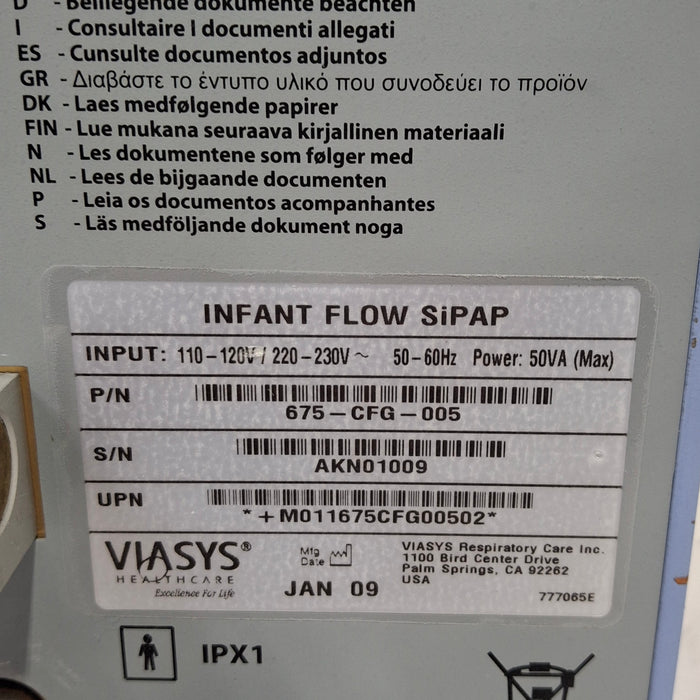 D - Beiliegende dokumente beachten
I - Consultaire I documenti allegati
ES - Cunsulte documentos adjuntos
GR - Διαβάστε το έντυπο υλικό που συνοδεύει το προϊόν
DK - Laes medfølgende papirer
FIN - Lue mukana seuraava kirjallinen materiaali
N - Les dokumentene som følger med
NL - Lees de bijgaande documenten
P - Leia os documentos acompanhantes
S - Läs medföljande dokument noga
INFANT FLOW SiPAP
INPUT: 110-120V / 220-230V ~ 50-60Hz Power: 50VA (Max)
P/N
675-CFG-005
S/N
AKN01009
UPN
*+M011675CFG00502*
VIASYS®
HEALTHCARE
Excellence For Life
Mfg
Date
JAN 09
VIASYS Respiratory Care Inc.
1100 Bird Center Drive
Palm Springs, CA 92262
USA
777065E
IPX1